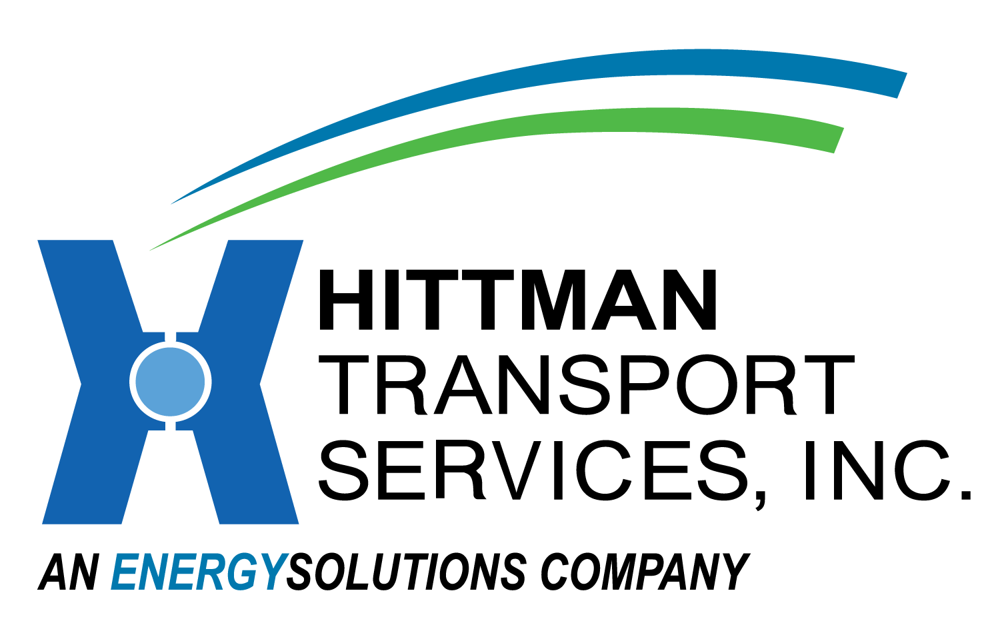 HITTMAN
TRANSPORT
SERVICES, INC.
AN ENERGYSOLUTIONS COMPANY